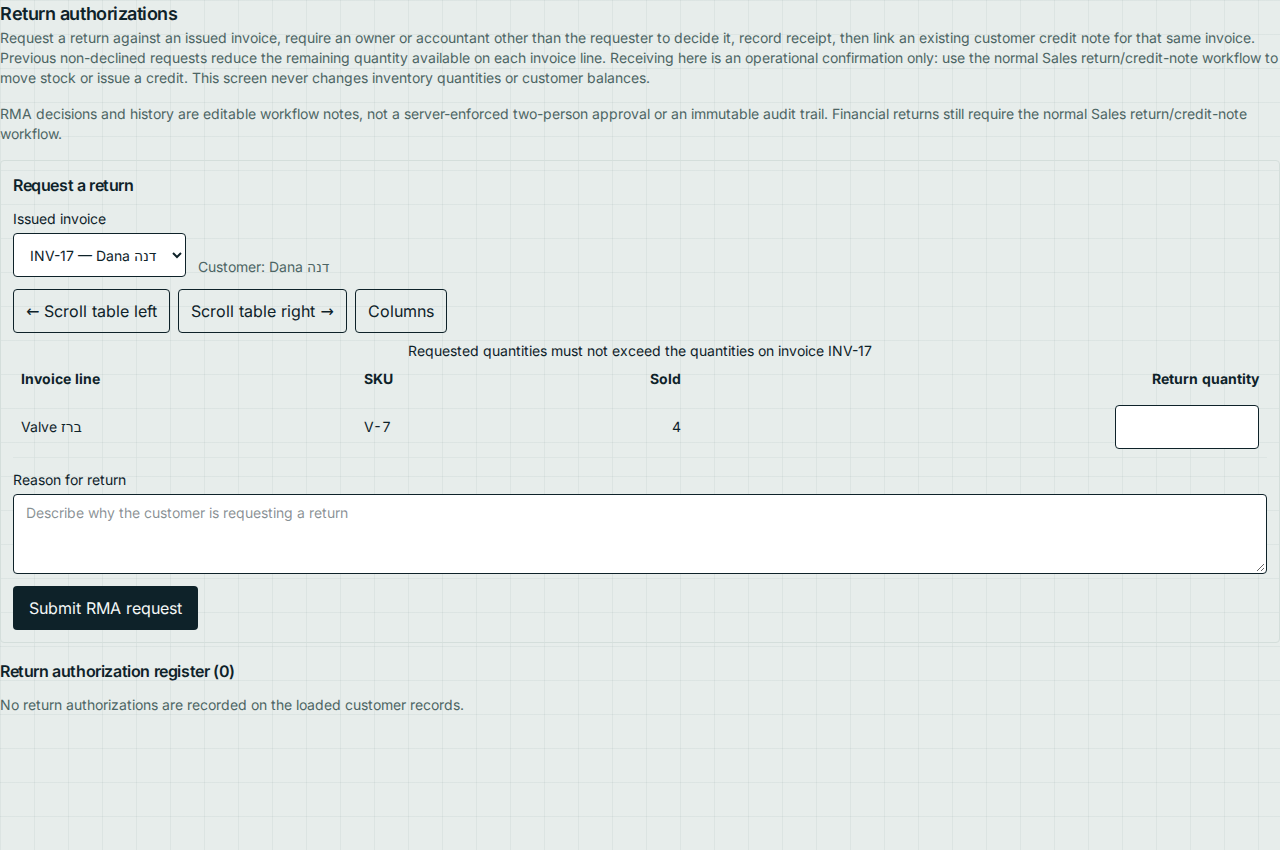 Return authorizations
Request a return against an issued invoice, require an owner or accountant other than the requester to decide it, record receipt, then link an existing customer credit note for that same invoice.
Previous non-declined requests reduce the remaining quantity available on each invoice line. Receiving here is an operational confirmation only: use the normal Sales return/credit-note workflow to
move stock or issue a credit. This screen never changes inventory quantities or customer balances.
RMA decisions and history are editable workflow notes, not a server-enforced two-person approval or an immutable audit trail. Financial returns still require the normal Sales return/credit-note
workflow.
Request a return
Issued invoice
INV-17 — Dana דנה
Customer: Dana דנה
← Scroll table left Scroll table right → Columns
Requested quantities must not exceed the quantities on invoice INV-17
Invoice line SKU Sold Return quantity
Valve ברז V-7 4
Reason for return
Describe why the customer is requesting a return
Submit RMA request
Return authorization register (0)
No return authorizations are recorded on the loaded customer records.